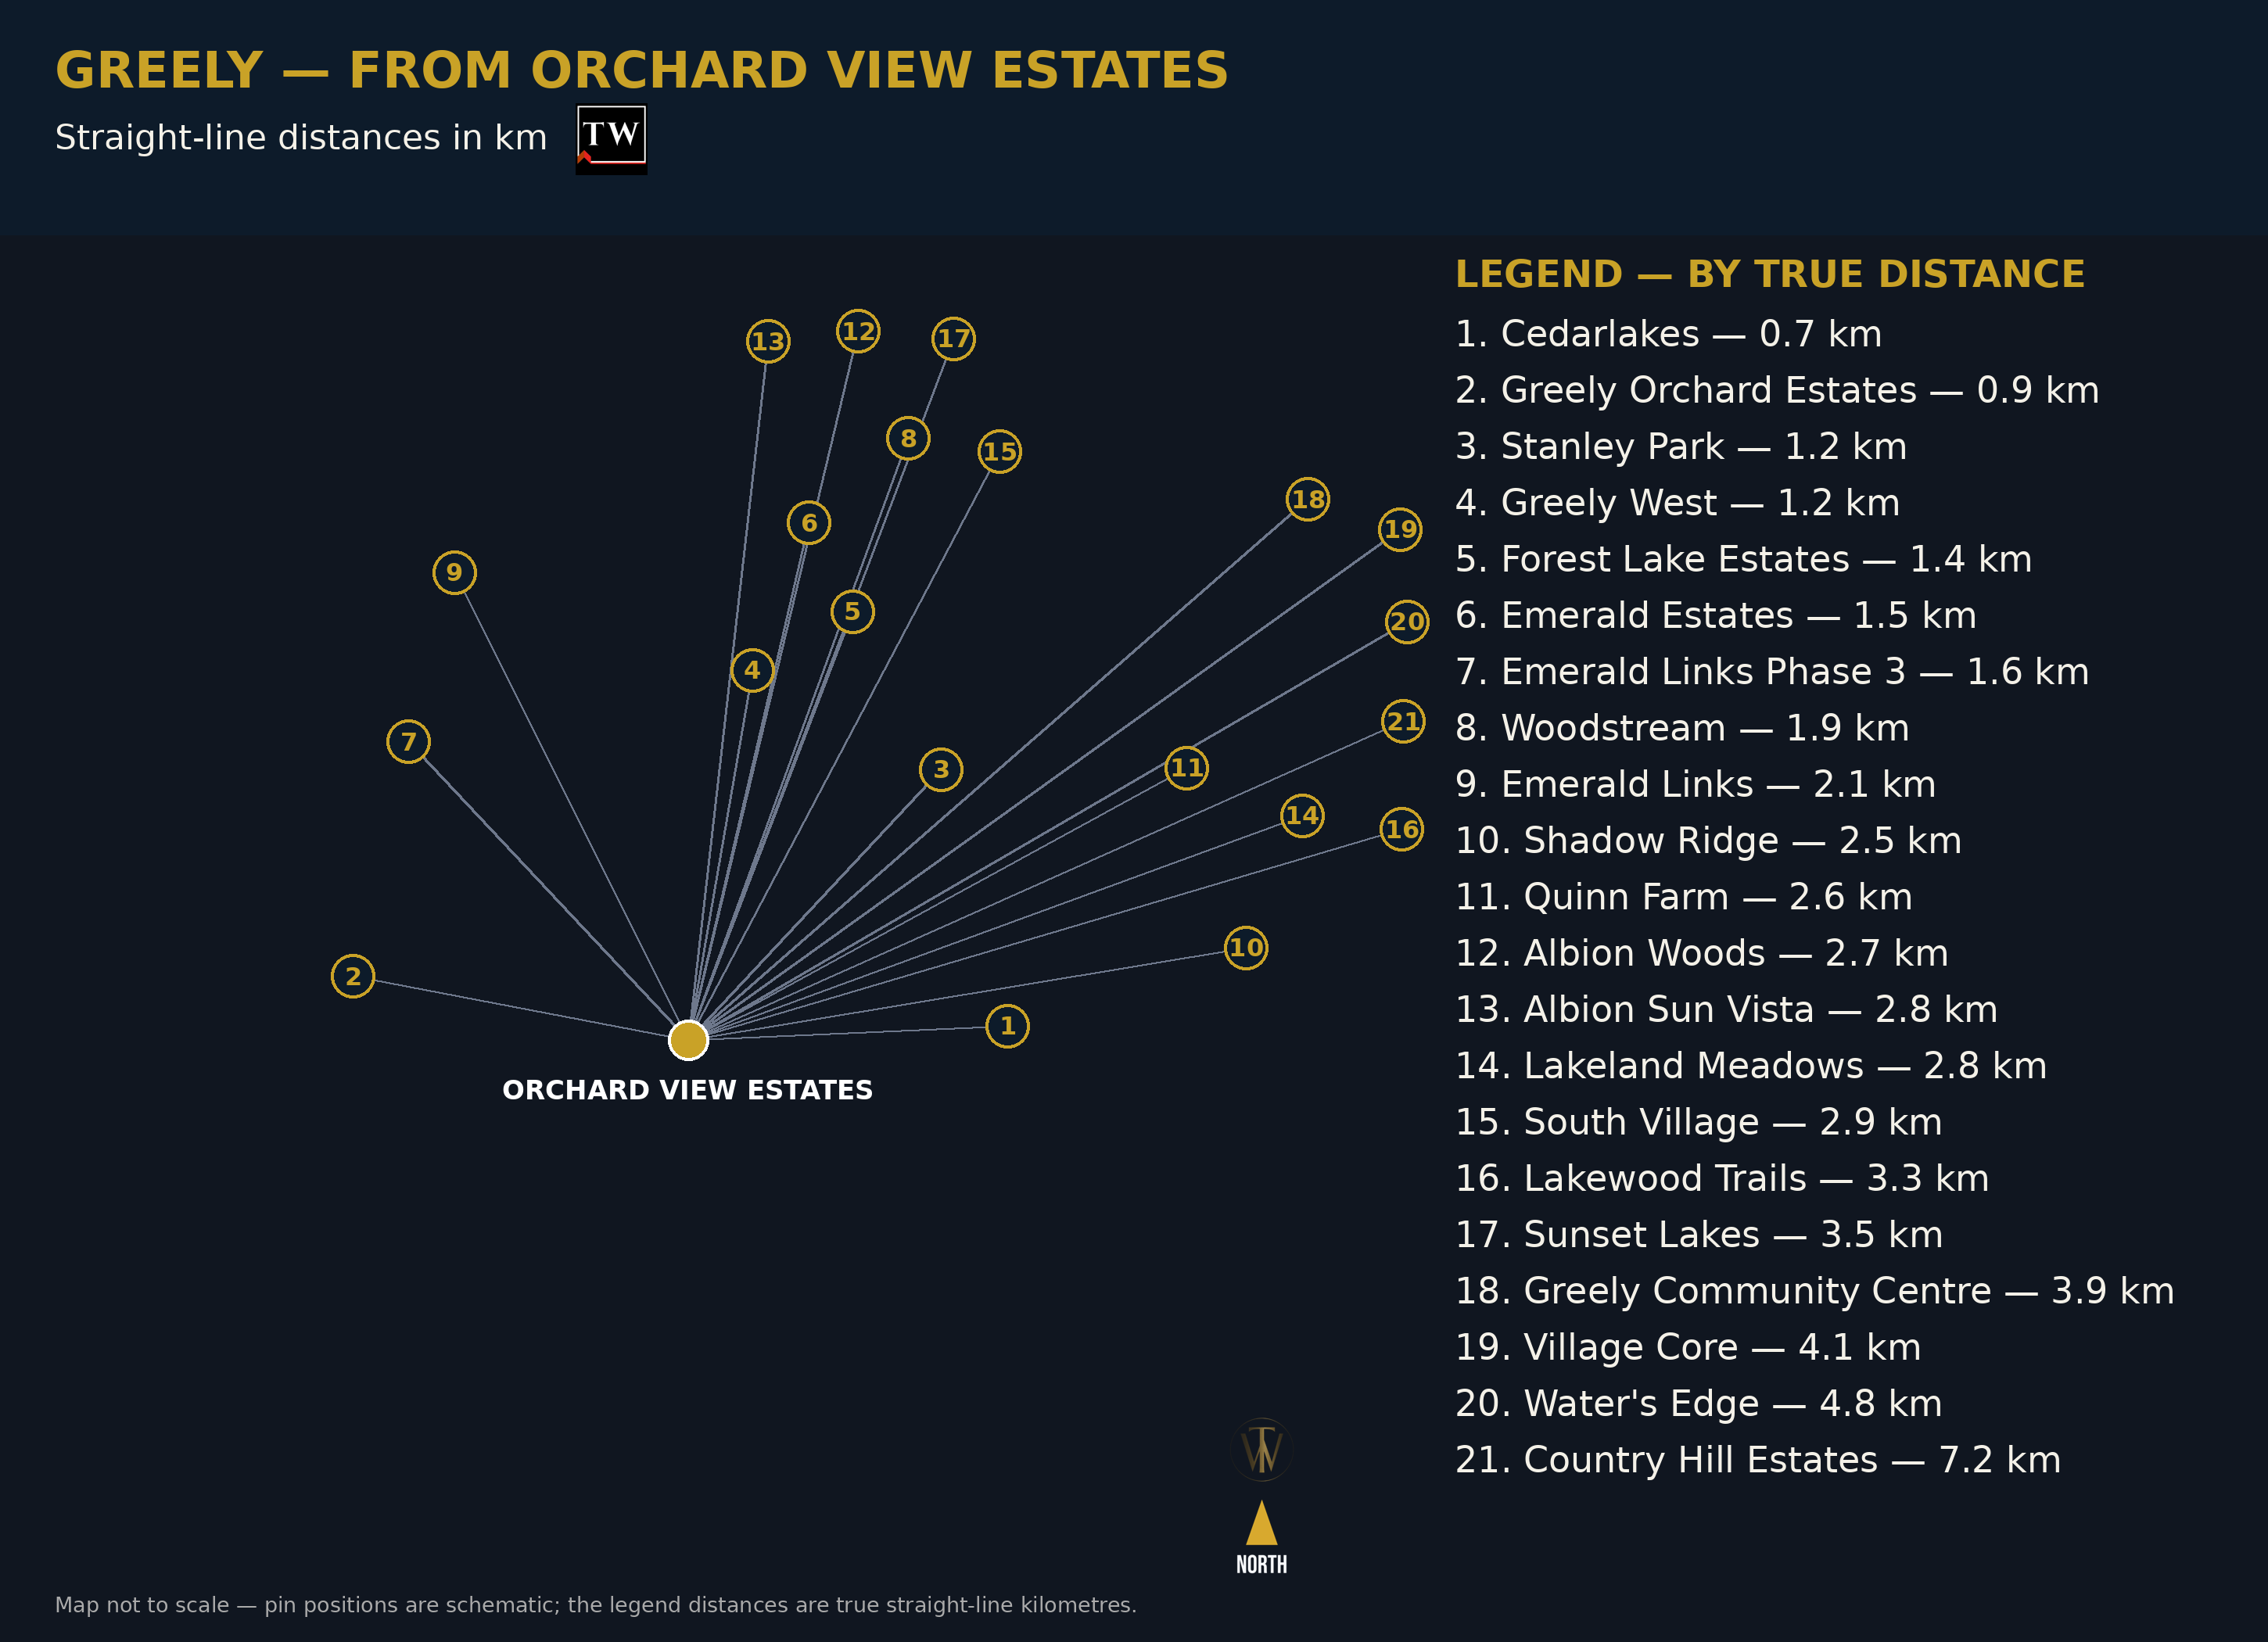 GREELY — FROM ORCHARD VIEW ESTATES
Straight-line distances in km
TW
LEGEND — BY TRUE DISTANCE
1. Cedarlakes — 0.7 km
2. Greely Orchard Estates — 0.9 km
3. Stanley Park — 1.2 km
4. Greely West — 1.2 km
5. Forest Lake Estates — 1.4 km
6. Emerald Estates — 1.5 km
7. Emerald Links Phase 3 — 1.6 km
8. Woodstream — 1.9 km
9. Emerald Links — 2.1 km
10. Shadow Ridge — 2.5 km
11. Quinn Farm — 2.6 km
12. Albion Woods — 2.7 km
13. Albion Sun Vista — 2.8 km
14. Lakeland Meadows — 2.8 km
15. South Village — 2.9 km
16. Lakewood Trails — 3.3 km
17. Sunset Lakes — 3.5 km
18. Greely Community Centre — 3.9 km
19. Village Core — 4.1 km
20. Water's Edge — 4.8 km
21. Country Hill Estates — 7.2 km
13
12
17
8
15
18
6
19
9
5
20
4
21
7
3
11
14
16
10
2
1
ORCHARD VIEW ESTATES
TW
NORTH
Map not to scale — pin positions are schematic; the legend distances are true straight-line kilometres.